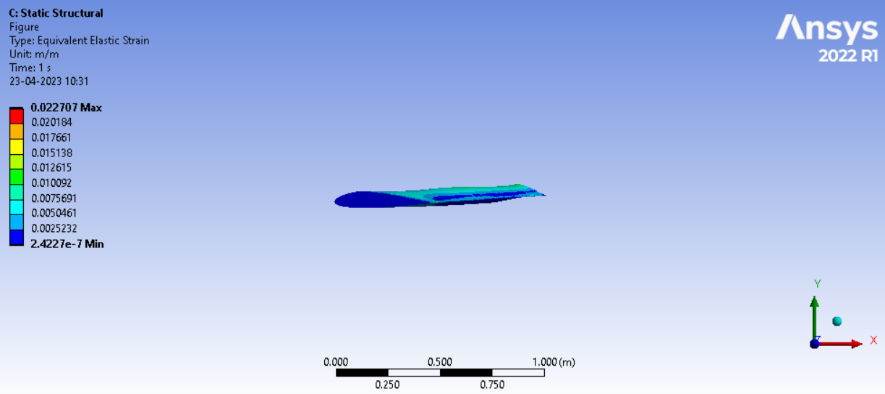 C: Static Structural
Figure
Type: Equivalent Elastic Strain
Unit: m/m
Time: 1 s
23-04-2023 10:31
Ansys
2022 R1
0.022707 Max
0.020184
0.017661
0.015138
0.012615
0.010092
0.0075691
0.0050461
0.0025232
2.4227e-7 Min
Y
X
Z
0.000 0.500 1.000 (m)
0.250 0.750